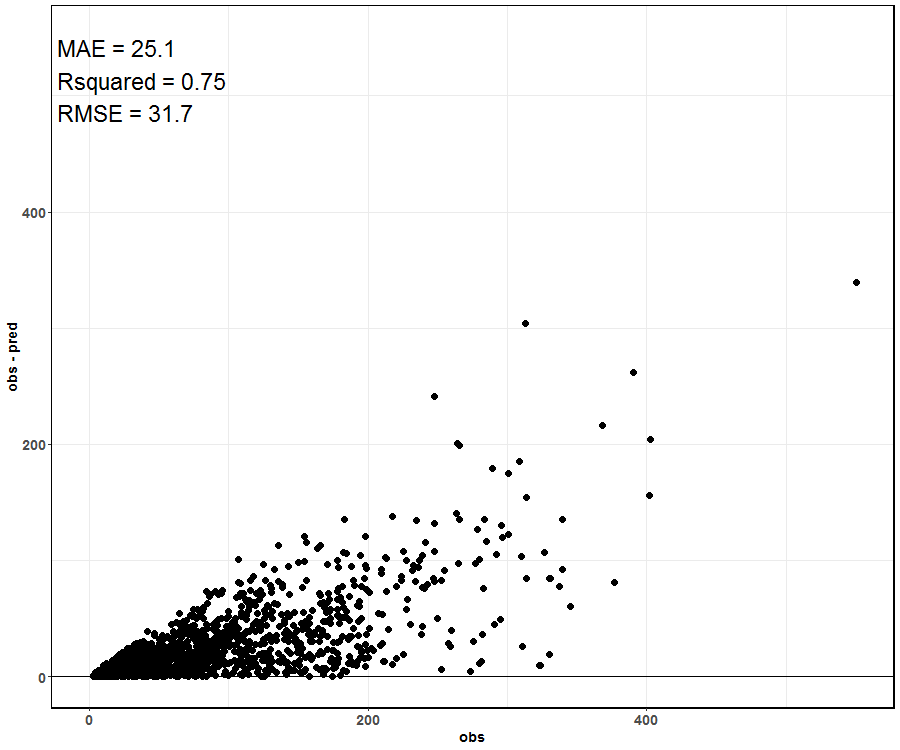 MAE = 25.1
Rsquared = 0.75
RMSE = 31.7
400
200
0
obs - pred
0 200 400
obs